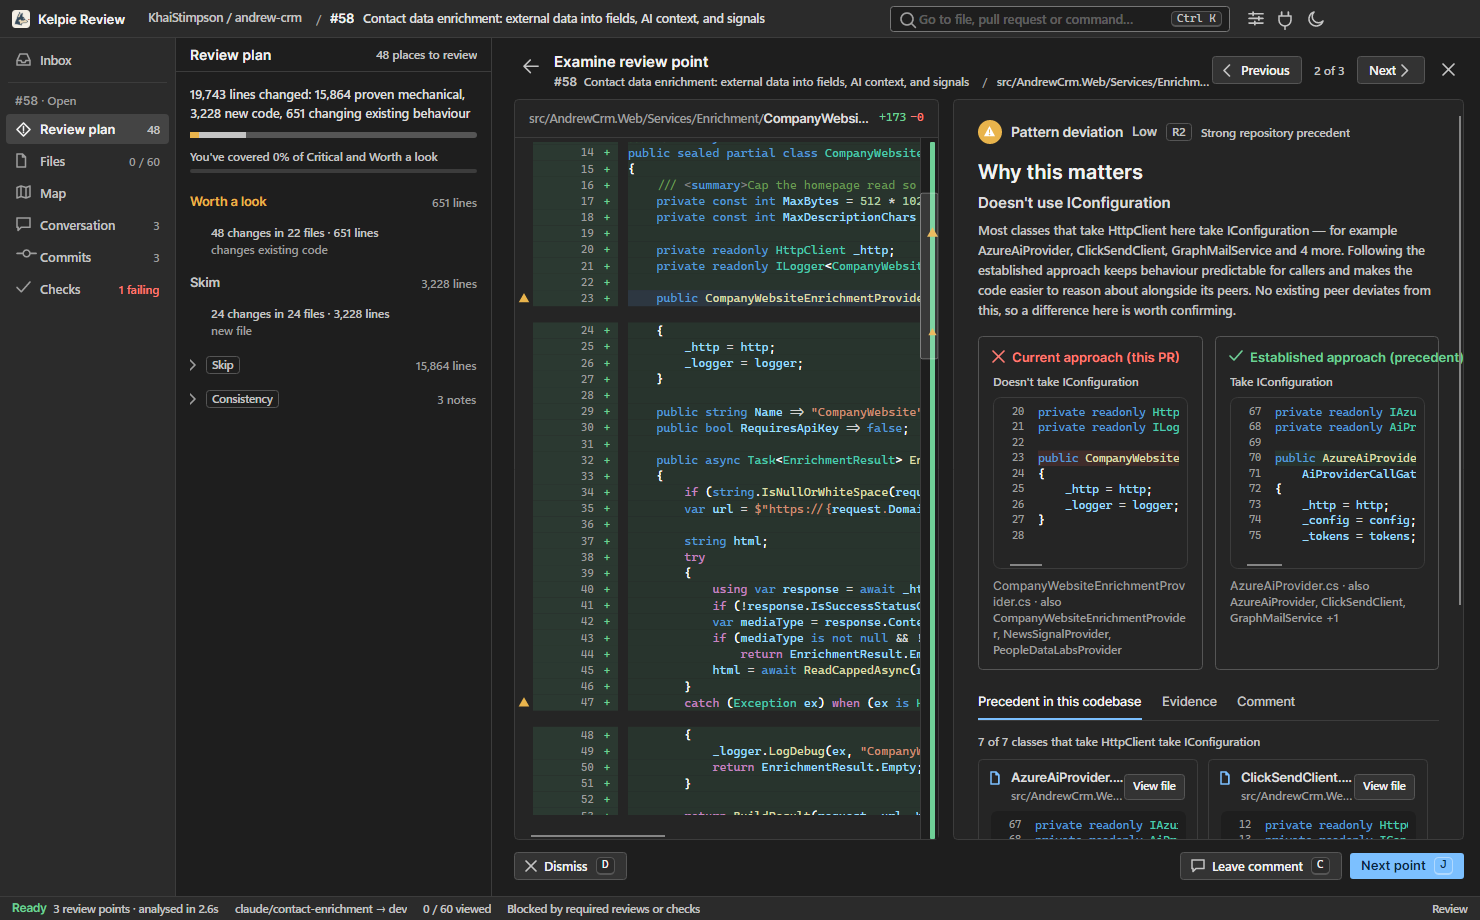 Kelpie Review
KhaiStimpson / andrew-crm / #58 Contact data enrichment: external data into fields, AI context, and signals
Go to file, pull request or command... Ctrl K
Inbox
#58 · Open
Review plan 48
Files 0 / 60
Map
Conversation 3
Commits 3
Checks 1 failing
Review plan 48 places to review
19,743 lines changed: 15,864 proven mechanical,
3,228 new code, 651 changing existing behaviour
You've covered 0% of Critical and Worth a look
Worth a look 651 lines
48 changes in 22 files · 651 lines
changes existing code
Skim 3,228 lines
24 changes in 24 files · 3,228 lines
new file
Skip 15,864 lines
Consistency 3 notes
Examine review point
#58 Contact data enrichment: external data into fields, AI context, and signals / src/AndrewCrm.Web/Services/Enrichm...
Previous 2 of 3 Next
src/AndrewCrm.Web/Services/Enrichment/CompanyWebsi... +173 −0
14 + public sealed partial class CompanyWebsite
15 + {
16 + /// <summary>Cap the homepage read so
17 + private const int MaxBytes = 512 * 102
18 + private const int MaxDescriptionChars
19 +
20 + private readonly HttpClient _http;
21 + private readonly ILogger<CompanyWebsit
22 +
23 + public CompanyWebsiteEnrichmentProvide
24 + {
25 + _http = http;
26 + _logger = logger;
27 + }
28 +
29 + public string Name => "CompanyWebsite"
30 + public bool RequiresApiKey => false;
31 +
32 + public async Task<EnrichmentResult> En
33 + {
34 + if (string.IsNullOrWhiteSpace(requ
35 + var url = $"https://{request.Domai
36 +
37 + string html;
38 + try
39 + {
40 + using var response = await _ht
41 + if (!response.IsSuccessStatusC
42 + var mediaType = response.Conte
43 + if (mediaType is not null && !
44 + return EnrichmentResult.Em
45 + html = await ReadCappedAsync(r
46 + }
47 + catch (Exception ex) when (ex is H
48 + {
49 + _logger.LogDebug(ex, "CompanyW
50 + return EnrichmentResult.Empty;
51 + }
52 +
Dismiss D
Pattern deviation Low R2 Strong repository precedent
Why this matters
Doesn't use IConfiguration
Most classes that take HttpClient here take IConfiguration — for example
AzureAiProvider, ClickSendClient, GraphMailService and 4 more. Following the
established approach keeps behaviour predictable for callers and makes the
code easier to reason about alongside its peers. No existing peer deviates from
this, so a difference here is worth confirming.
Current approach (this PR)
Doesn't take IConfiguration
20 private readonly Http
21 private readonly ILog
22
23 public CompanyWebsite
24 {
25 _http = http;
26 _logger = logger;
27 }
28
CompanyWebsiteEnrichmentProv
ider.cs · also
CompanyWebsiteEnrichmentProvide
r, NewsSignalProvider,
PeopleDataLabsProvider
Established approach (precedent)
Take IConfiguration
67 private readonly IAzu
68 private readonly AiPr
69
70 public AzureAiProvide
71 AiProviderCallGat
72 {
73 _http = http;
74 _config = config;
75 _tokens = tokens;
AzureAiProvider.cs · also
AzureAiProvider, ClickSendClient,
GraphMailService +1
Precedent in this codebase Evidence Comment
7 of 7 classes that take HttpClient take IConfiguration
AzureAiProvider.... View file
src/AndrewCrm.We...
67 private readonly IAzu
68 private readonly AiPr
ClickSendClient.... View file
src/AndrewCrm.We...
12 private readonly Http
13 private readonly ICon
Leave comment C
Next point J
Ready 3 review points · analysed in 2.6s claude/contact-enrichment → dev 0 / 60 viewed Blocked by required reviews or checks Review